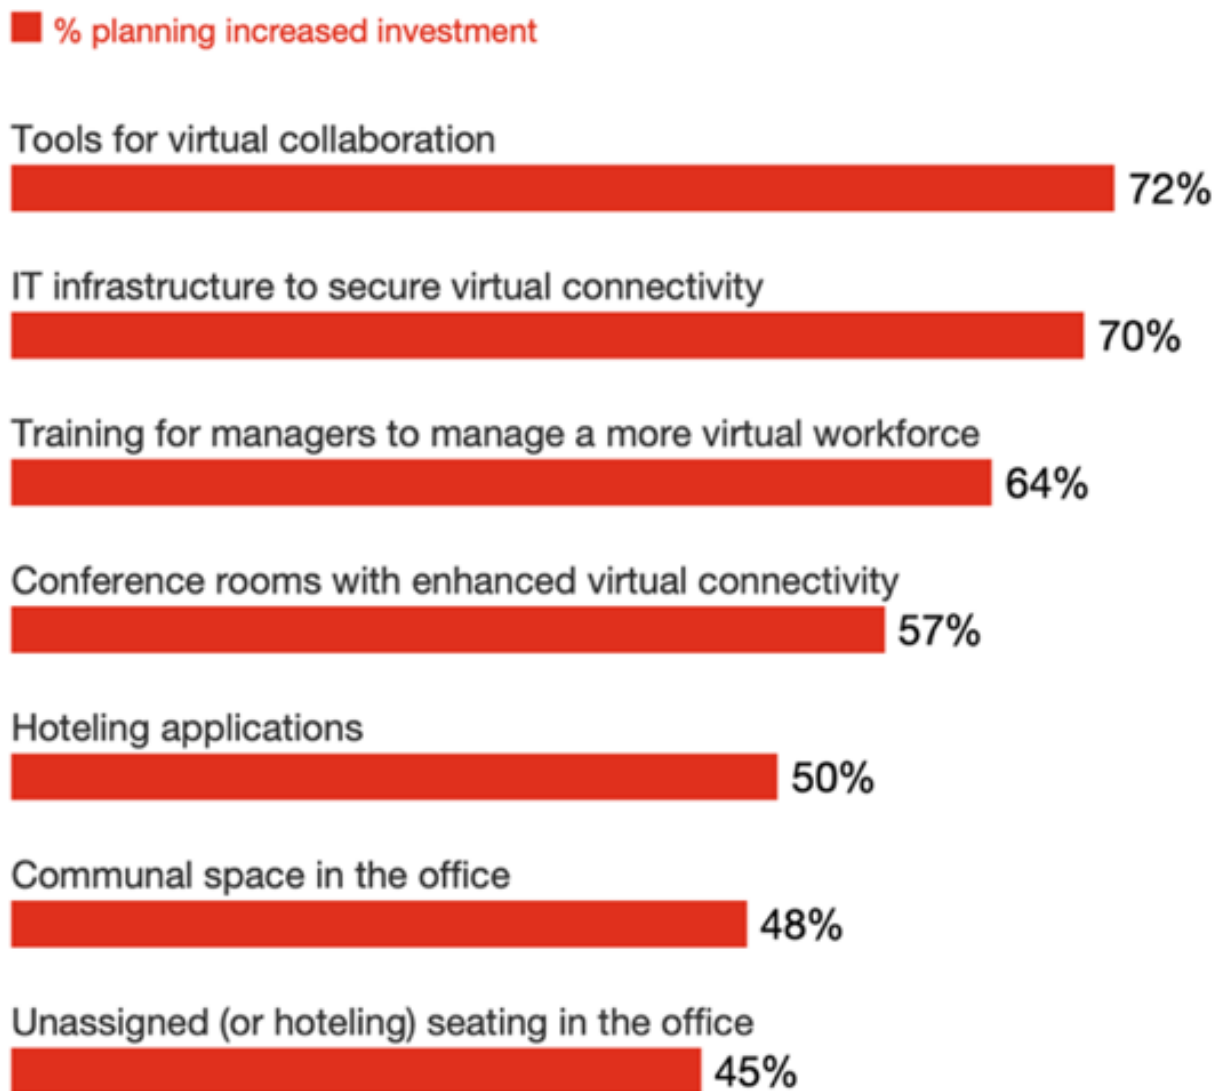 % planning increased investment
Tools for virtual collaboration
72%
IT infrastructure to secure virtual connectivity
70%
Training for managers to manage a more virtual workforce
64%
Conference rooms with enhanced virtual connectivity
57%
Hoteling applications
50%
Communal space in the office
48%
Unassigned (or hoteling) seating in the office
45%